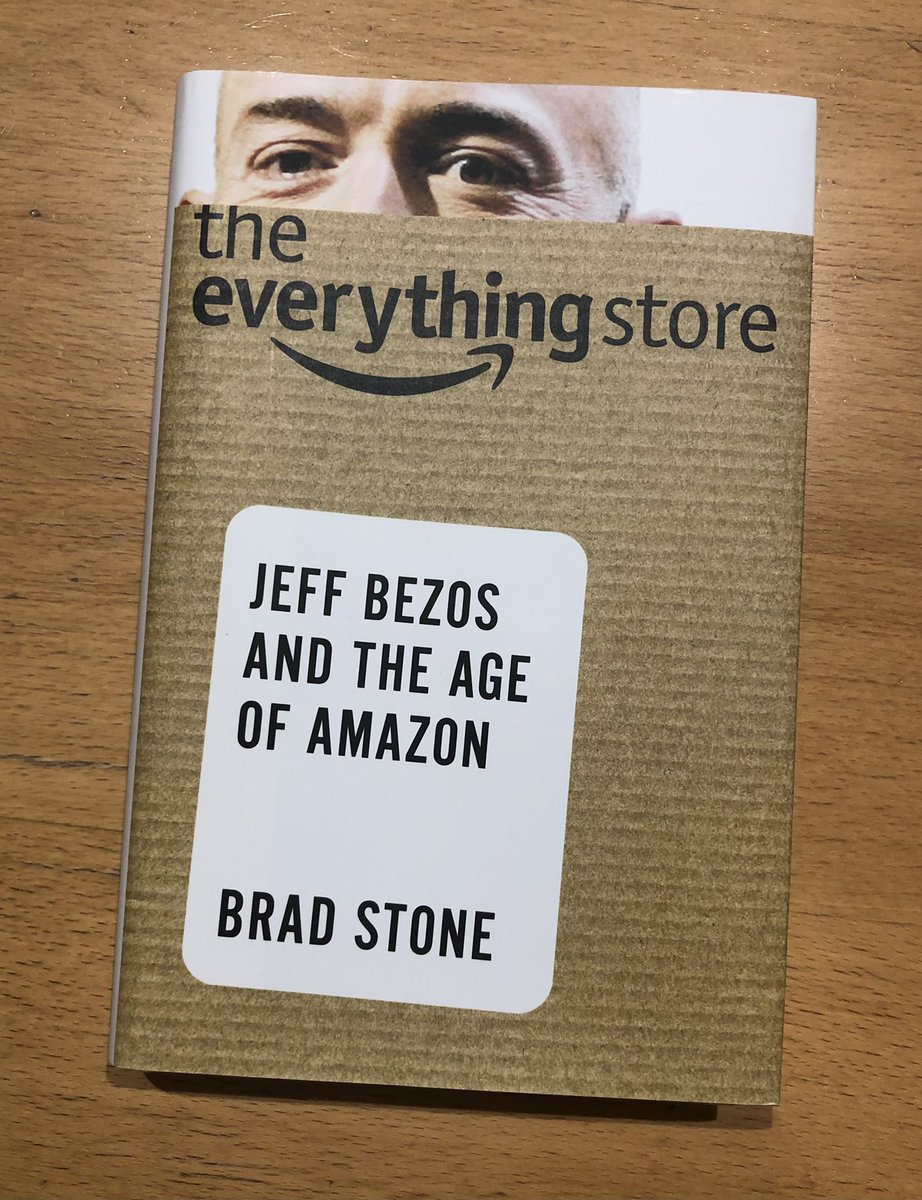 the
everything store
JEFF BEZOS
AND THE AGE
OF AMAZON
BRAD STONE